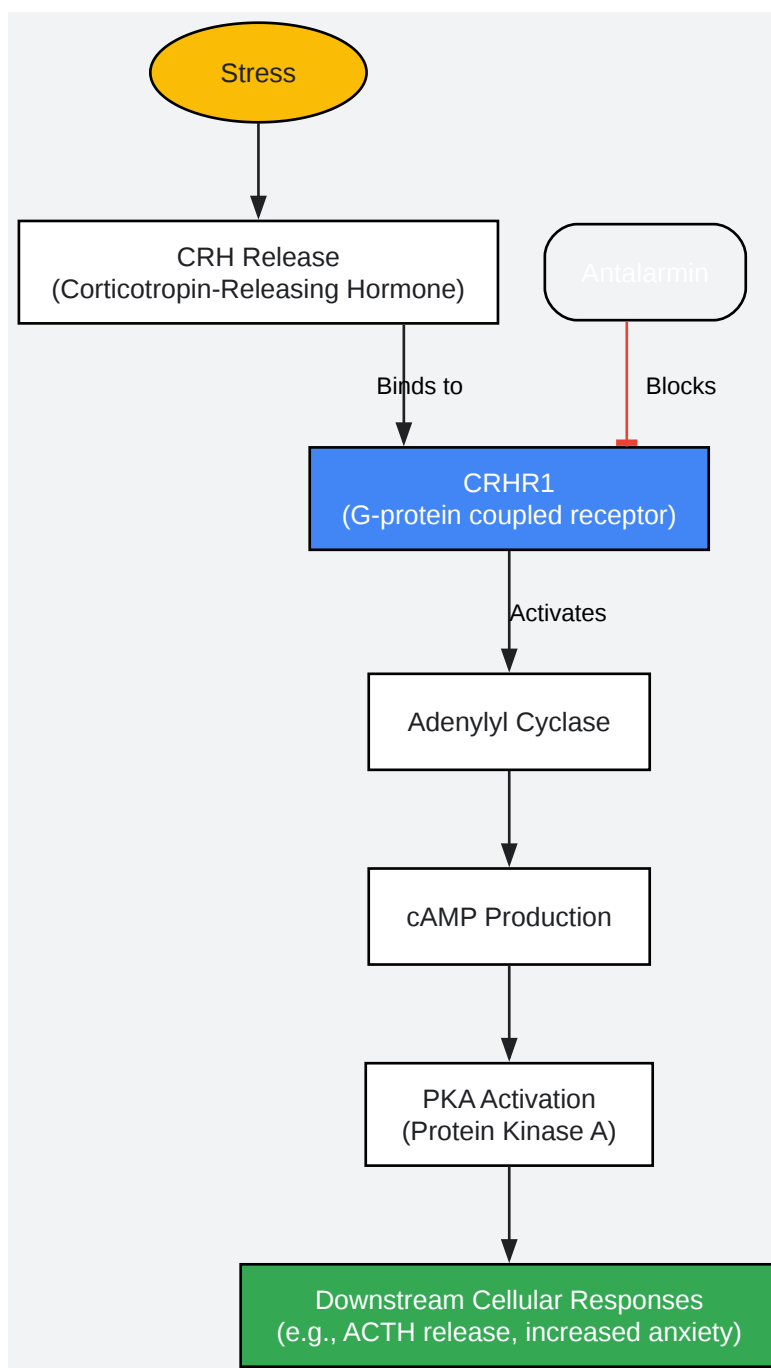 Stress
CRH Release
(Corticotropin-Releasing Hormone)
Antalarmin
Binds to
Blocks
CRHR1
(G-protein coupled receptor)
Activates
Adenylyl Cyclase
cAMP Production
PKA Activation
(Protein Kinase A)
Downstream Cellular Responses
(e.g., ACTH release, increased anxiety)